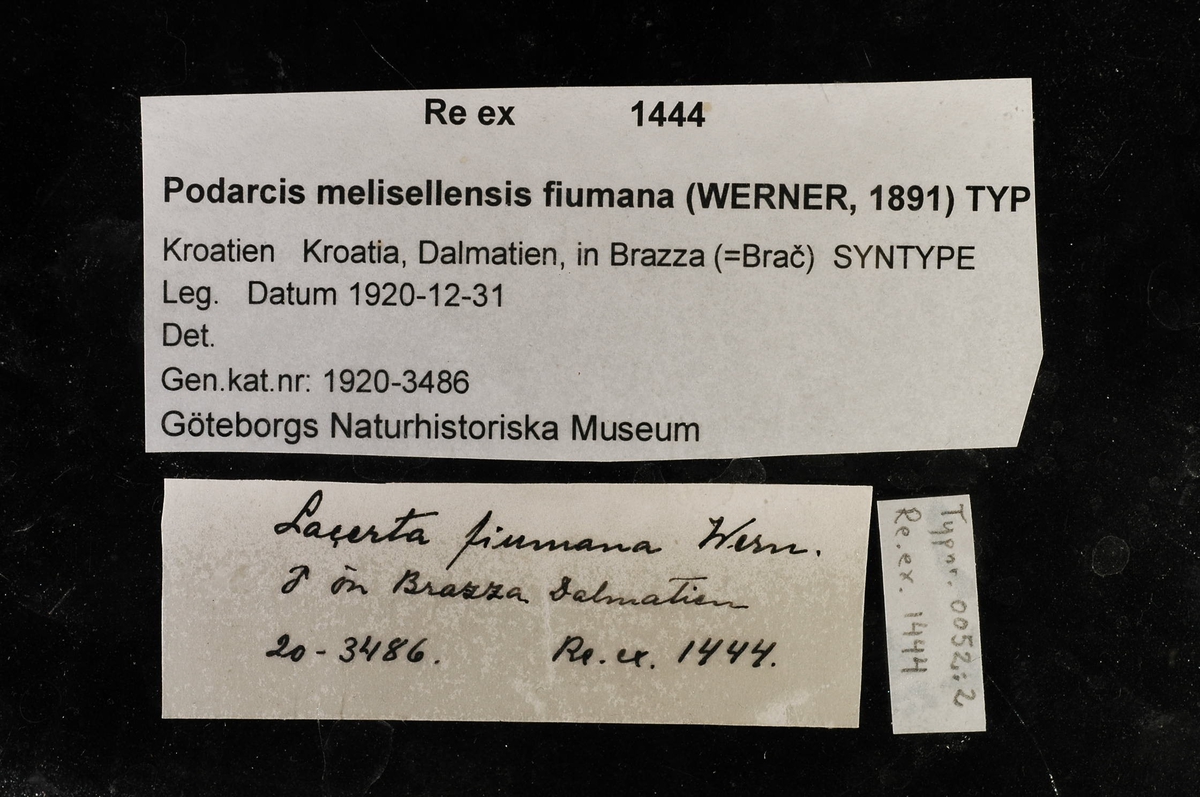 Re ex 1444
Podarcis melisellensis fiumana (WERNER, 1891) TYP
Kroatien Kroatia, Dalmatien, in Brazza (=Brač) SYNTYPE
Leg. Datum 1920-12-31
Det.
Gen.kat.nr: 1920-3486
Göteborgs Naturhistoriska Museum
Lacerta fiumana Wern.
ön Brazza Dalmatien
20-3486. Re.ex. 1444.
Typnr. 0052:2
Re.ex. 1444